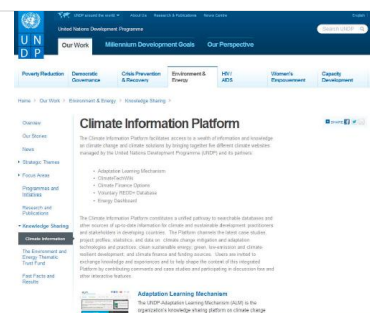 UNDP around the world
About Us
Research & Publications
News Centre
English
United Nations Development Programme
Search UNDP
U N
D P
Our Work
Millennium Development Goals
Our Perspective
Poverty Reduction
Democratic Governance
Crisis Prevention & Recovery
Environment & Energy
HIV/ AIDS
Women's Empowerment
Capacity Development
Home > Our Work > Environment & Energy > Knowledge Sharing >
Overview
Our Stories
News
Strategic Themes
Focus Areas
Programmes and Initiatives
Research and Publications
Knowledge Sharing
Climate Information
The Environment and Energy Thematic Trust Fund
Fast Facts and Results
Climate Information Platform
SHARE
The Climate Information Platform facilitates access to a wealth of information and knowledge
on climate change and climate solutions by bringing together five different climate websites
managed by the United Nations Development Programme (UNDP) and its partners.
Adaptation Learning Mechanism
ClimateTechWiki
Climate Finance Options
Voluntary REDD+ Database
Energy Dashboard
The Climate Information Platform constitutes a unified pathway to searchable databases and
other sources of up-to-date information for climate and sustainable development practitioners
and stakeholders in developing countries. The Platform channels the latest case studies,
project profiles, statistics, and data on climate change mitigation and adaptation
technologies and practices, clean sustainable energy, green, low-emission and climate
resilient development, and climate finance and funding sources. Users are invited to
exchange knowledge and experiences and to help shape the content of this integrated
Platform by contributing comments and case studies and participating in discussion fora and
other interactive features.
Adaptation Learning Mechanism
The UNDP Adaptation Learning Mechanism (ALM) is the
organization's knowledge sharing platform on climate change